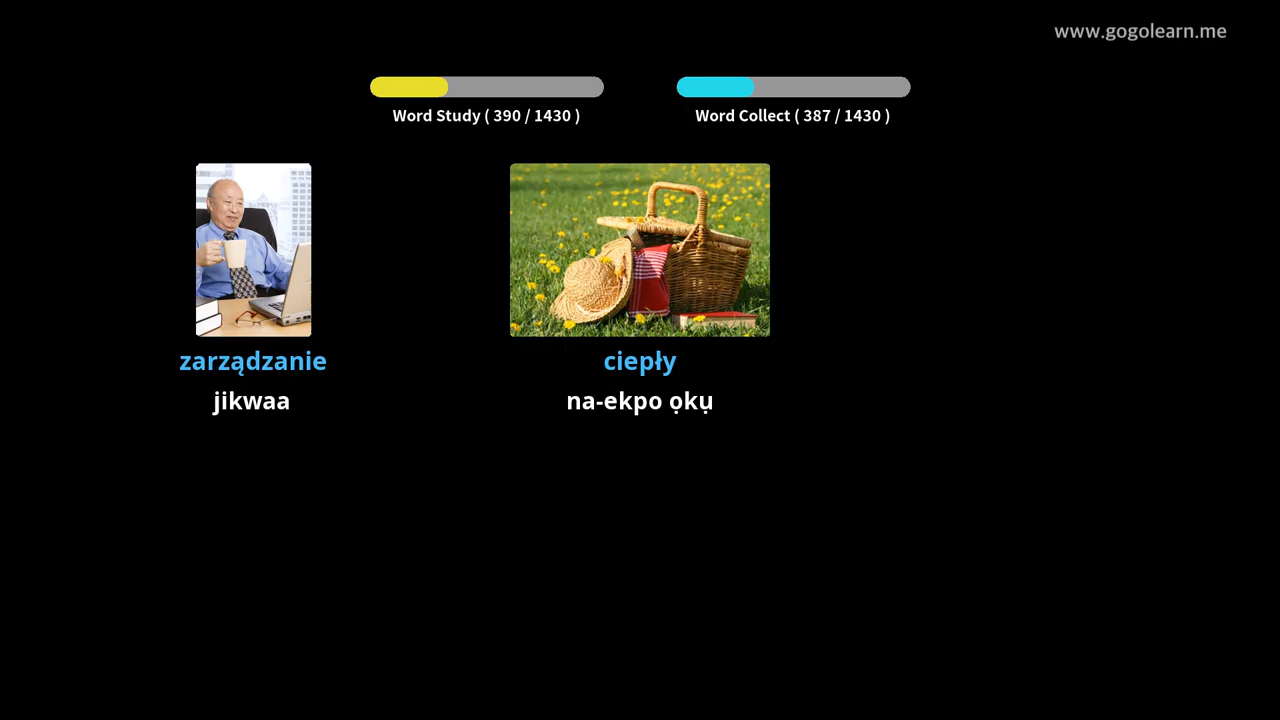 www.gogolearn.me
Word Study ( 390 / 1430 )
Word Collect ( 387 / 1430 )
zarządzanie
jikwaa
ciepły
na-ekpo ọkụ